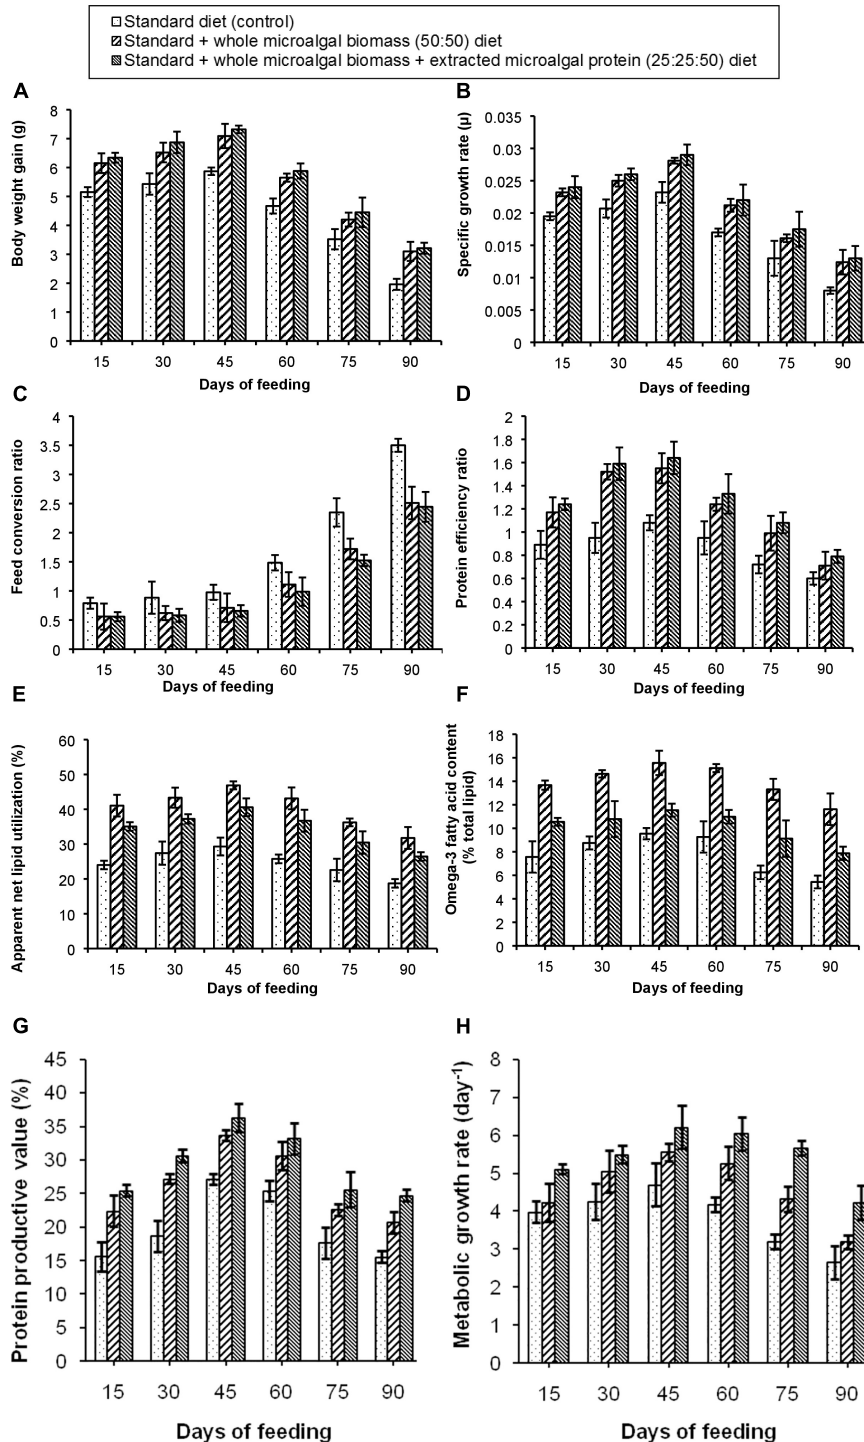 Standard diet (control)
Standard + whole microalgal biomass (50:50) diet
Standard + whole microalgal biomass + extracted microalgal protein (25:25:50) diet
A
Body weight gain (g)
8
7
6
5
4
3
2
1
0
15 30 45 60 75 90
Days of feeding
B
Specific growth rate (µ)
0.035
0.03
0.025
0.02
0.015
0.01
0.005
0
15 30 45 60 75 90
Days of feeding
C
Feed conversion ratio
4
3.5
3
2.5
2
1.5
1
0.5
0
15 30 45 60 75 90
Days of feeding
D
Protein efficiency ratio
2
1.8
1.6
1.4
1.2
1
0.8
0.6
0.4
0.2
0
15 30 45 60 75 90
Days of feeding
E
Apparent net lipid utilization (%)
60
50
40
30
20
10
0
15 30 45 60 75 90
Days of feeding
F
Omega-3 fatty acid content
(% total lipid)
18
16
14
12
10
8
6
4
2
0
15 30 45 60 75 90
Days of feeding
G
Protein productive value (%)
45
40
35
30
25
20
15
10
5
0
15 30 45 60 75 90
Days of feeding
H
Metabolic growth rate (day⁻¹)
8
7
6
5
4
3
2
1
0
15 30 45 60 75 90
Days of feeding